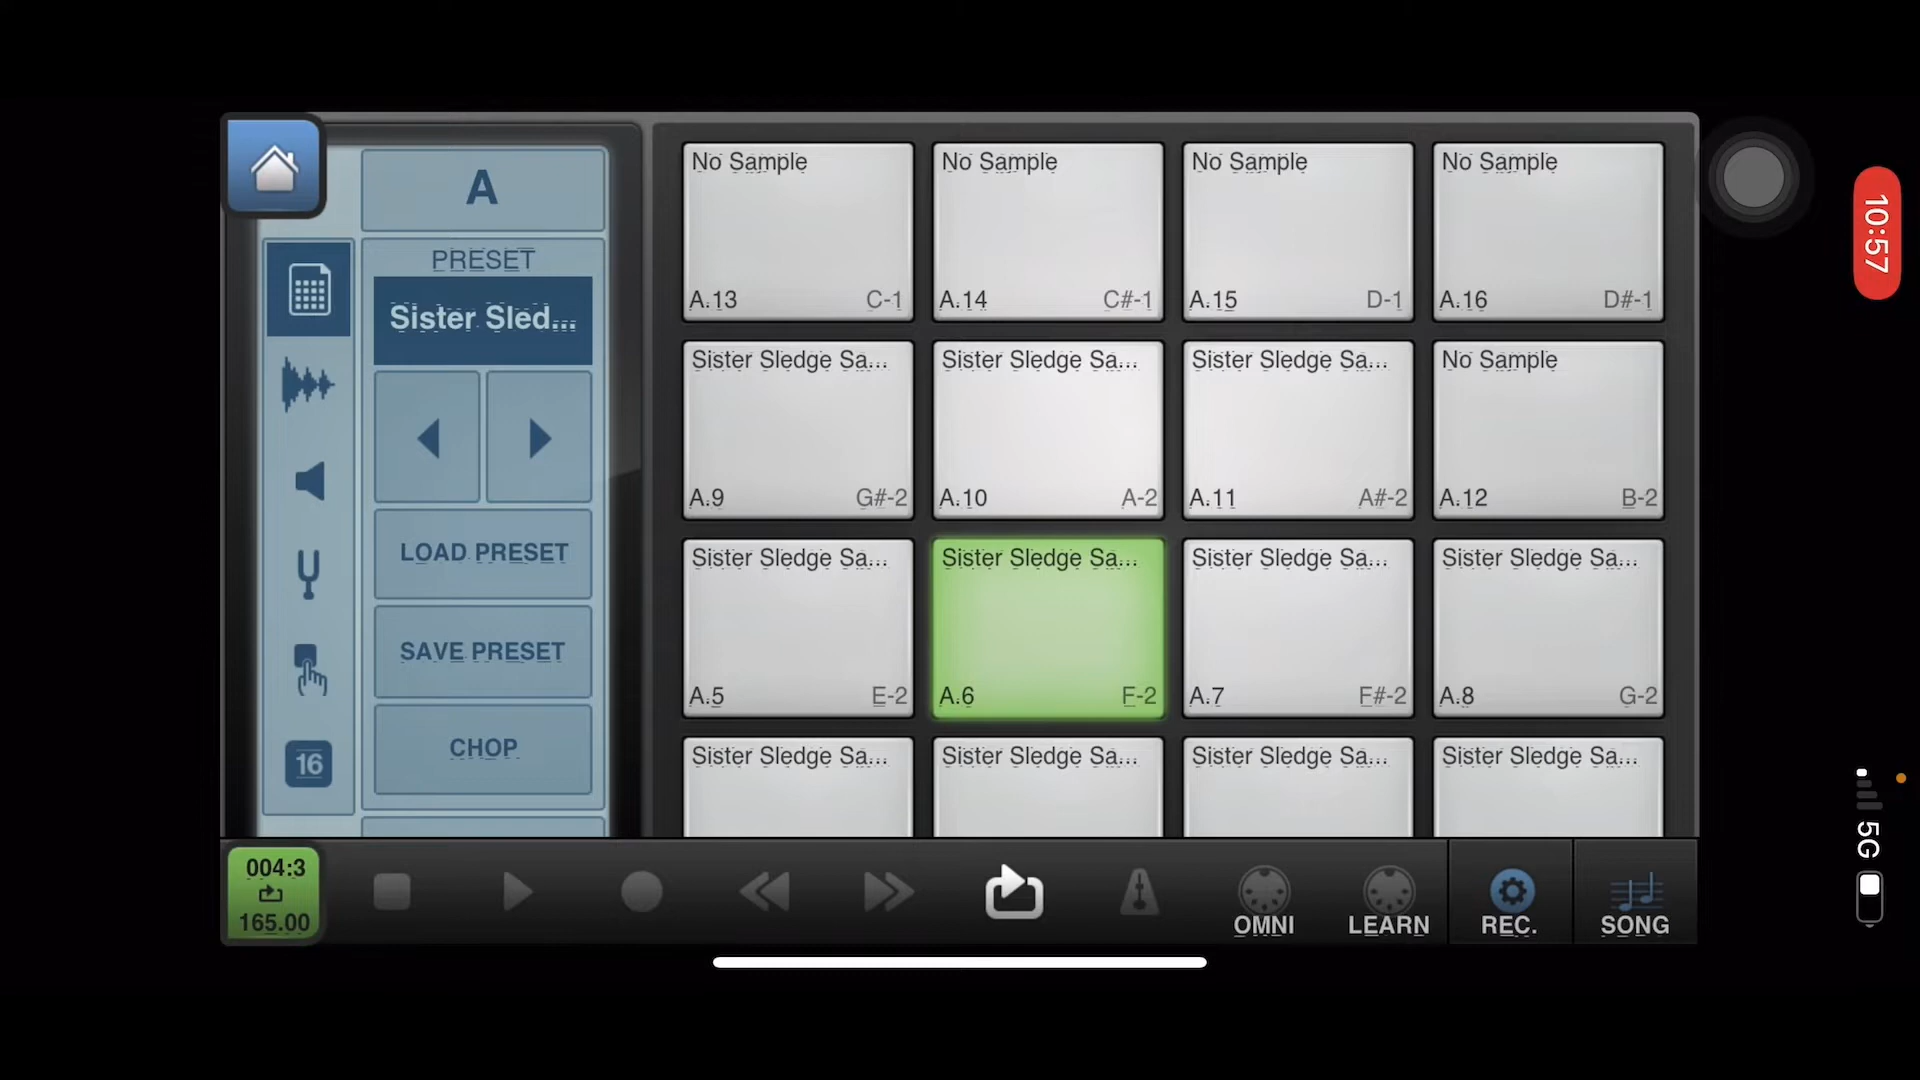 A
PRESET
Sister Sled...
LOAD PRESET
SAVE PRESET
CHOP
16
No Sample
A.13 C-1
No Sample
A.14 C#-1
No Sample
A.15 D-1
No Sample
A.16 D#-1
Sister Sledge Sa...
A.9 G#-2
Sister Sledge Sa...
A.10 A-2
Sister Sledge Sa...
A.11 A#-2
No Sample
A.12 B-2
Sister Sledge Sa...
A.5 E-2
Sister Sledge Sa...
A.6 F-2
Sister Sledge Sa...
A.7 F#-2
Sister Sledge Sa...
A.8 G-2
Sister Sledge Sa...
Sister Sledge Sa...
Sister Sledge Sa...
Sister Sledge Sa...
004:3
165.00
OMNI
LEARN
REC.
SONG
10:57
5G